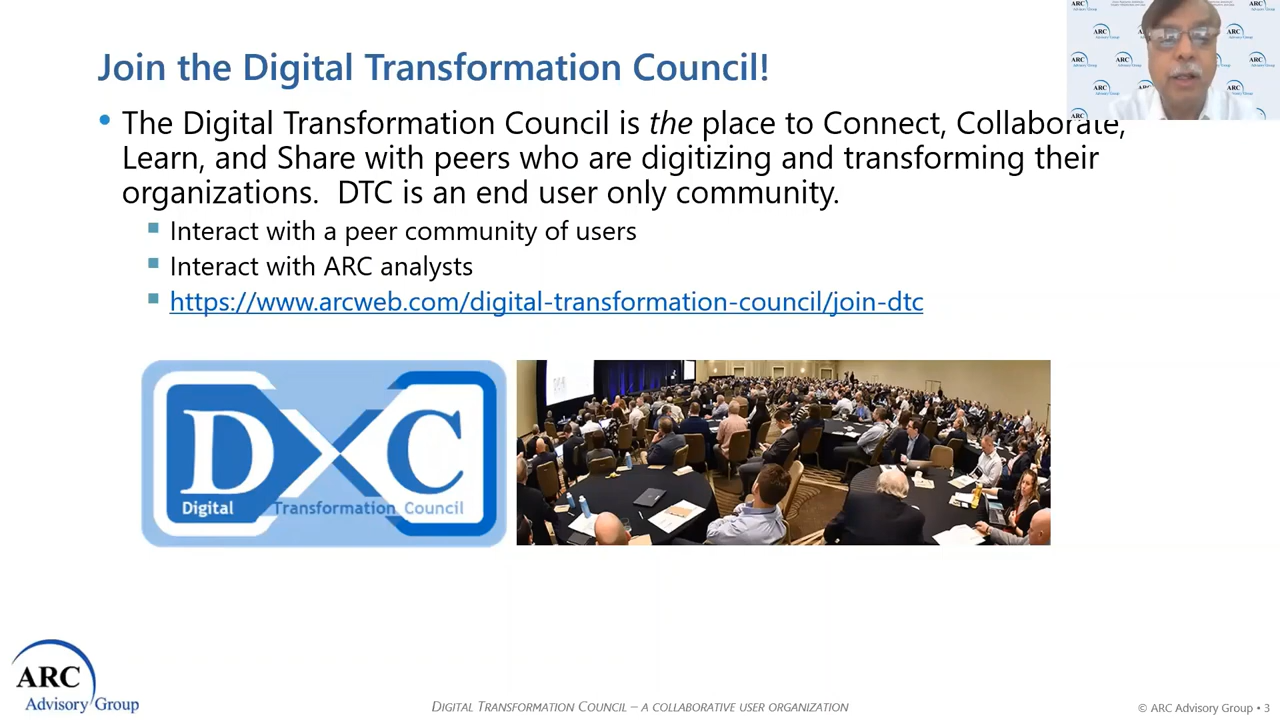 Join the Digital Transformation Council!
• The Digital Transformation Council is the place to Connect, Collaborate,
Learn, and Share with peers who are digitizing and transforming their
organizations. DTC is an end user only community.
Interact with a peer community of users
Interact with ARC analysts
https://www.arcweb.com/digital-transformation-council/join-dtc
DXC
Digital Transformation Council
ARC
Advisory Group
DIGITAL TRANSFORMATION COUNCIL – A COLLABORATIVE USER ORGANIZATION
© ARC Advisory Group • 3